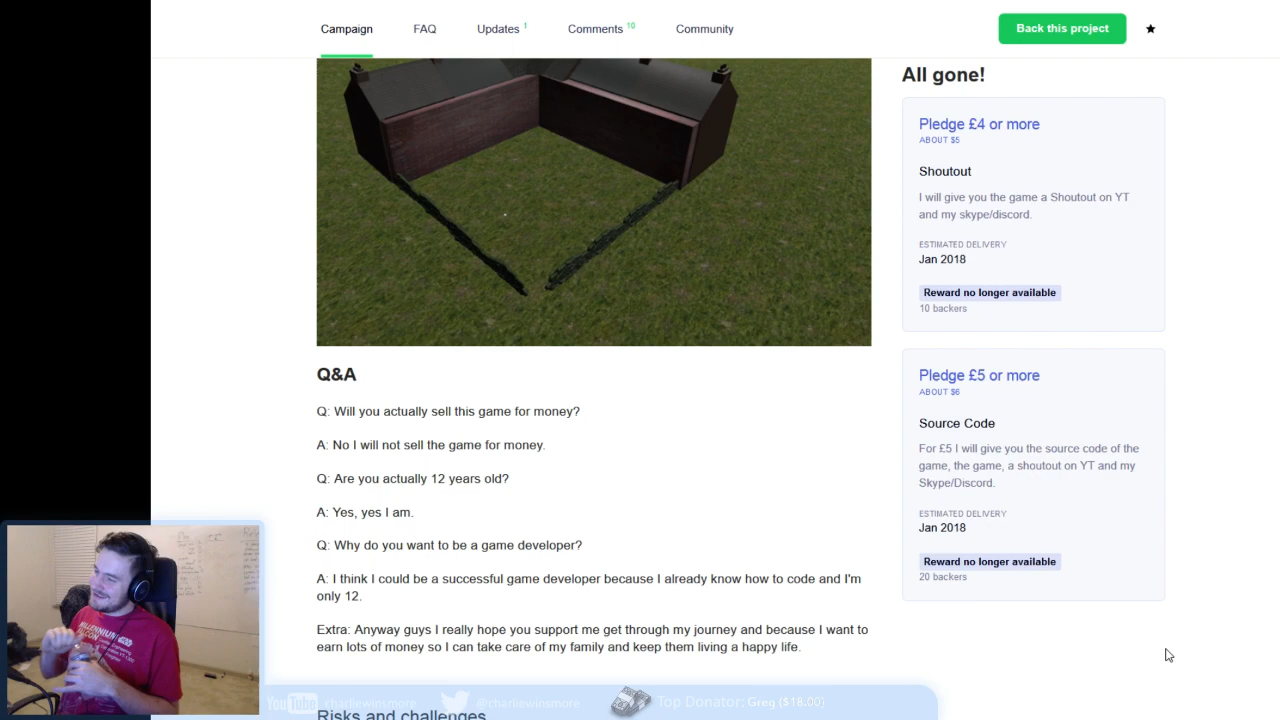 Campaign FAQ Updates 1 Comments 10 Community Back this project
All gone!
Pledge £4 or more
ABOUT $5
Shoutout
I will give you the game a Shoutout on YT
and my skype/discord.
ESTIMATED DELIVERY
Jan 2018
Reward no longer available
10 backers
Pledge £5 or more
ABOUT $6
Source Code
For £5 I will give you the source code of the
game, the game, a shoutout on YT and my
Skype/Discord.
ESTIMATED DELIVERY
Jan 2018
Reward no longer available
20 backers
Q&A
Q: Will you actually sell this game for money?
A: No I will not sell the game for money.
Q: Are you actually 12 years old?
A: Yes, yes I am.
Q: Why do you want to be a game developer?
A: I think I could be a successful game developer because I already know how to code and I'm
only 12.
Extra: Anyway guys I really hope you support me get through my journey and because I want to
earn lots of money so I can take care of my family and keep them living a happy life.
Risks and challenges
YouTube charliewinsmore @charliewinsmore Top Donator: Greg ($18.00)
MILLENNIUM
FALCON